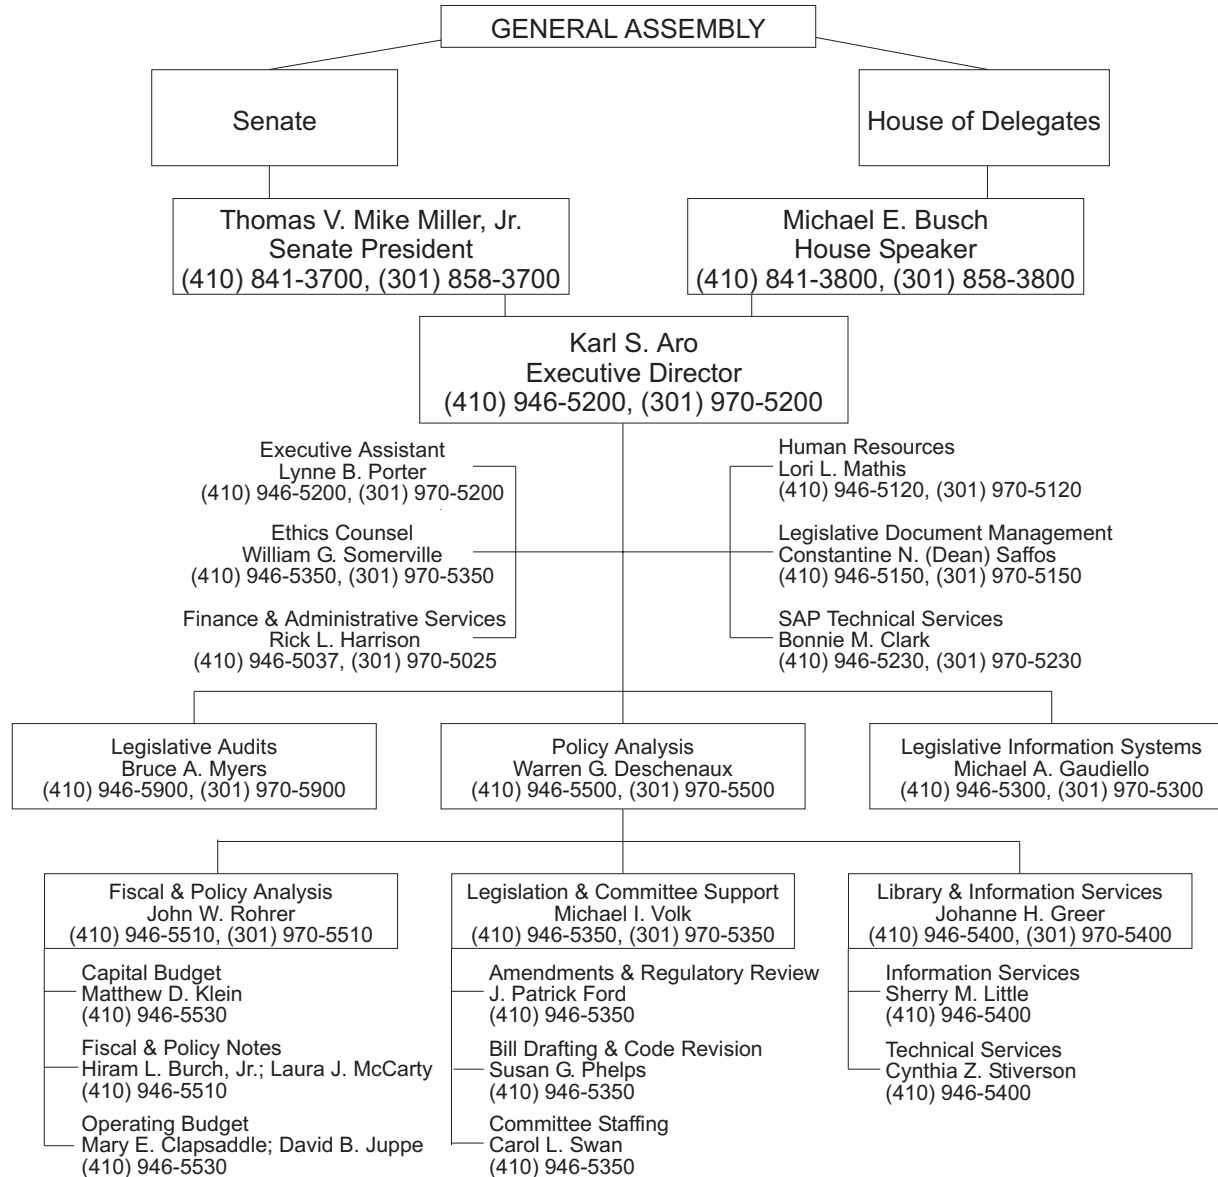 GENERAL ASSEMBLY
Senate
House of Delegates
Thomas V. Mike Miller, Jr.
Senate President
(410) 841-3700, (301) 858-3700
Michael E. Busch
House Speaker
(410) 841-3800, (301) 858-3800
Karl S. Aro
Executive Director
(410) 946-5200, (301) 970-5200
Executive Assistant
Lynne B. Porter
(410) 946-5200, (301) 970-5200
Human Resources
Lori L. Mathis
(410) 946-5120, (301) 970-5120
Ethics Counsel
William G. Somerville
(410) 946-5350, (301) 970-5350
Legislative Document Management
Constantine N. (Dean) Saffos
(410) 946-5150, (301) 970-5150
Finance & Administrative Services
Rick L. Harrison
(410) 946-5037, (301) 970-5025
SAP Technical Services
Bonnie M. Clark
(410) 946-5230, (301) 970-5230
Legislative Audits
Bruce A. Myers
(410) 946-5900, (301) 970-5900
Policy Analysis
Warren G. Deschenaux
(410) 946-5500, (301) 970-5500
Legislative Information Systems
Michael A. Gaudiello
(410) 946-5300, (301) 970-5300
Fiscal & Policy Analysis
John W. Rohrer
(410) 946-5510, (301) 970-5510
Capital Budget
Matthew D. Klein
(410) 946-5530
Fiscal & Policy Notes
Hiram L. Burch, Jr.; Laura J. McCarty
(410) 946-5510
Operating Budget
Mary E. Clapsaddle; David B. Juppe
(410) 946-5530
Legislation & Committee Support
Michael I. Volk
(410) 946-5350, (301) 970-5350
Amendments & Regulatory Review
J. Patrick Ford
(410) 946-5350
Bill Drafting & Code Revision
Susan G. Phelps
(410) 946-5350
Committee Staffing
Carol L. Swan
(410) 946-5350
Library & Information Services
Johanne H. Greer
(410) 946-5400, (301) 970-5400
Information Services
Sherry M. Little
(410) 946-5400
Technical Services
Cynthia Z. Stiverson
(410) 946-5400